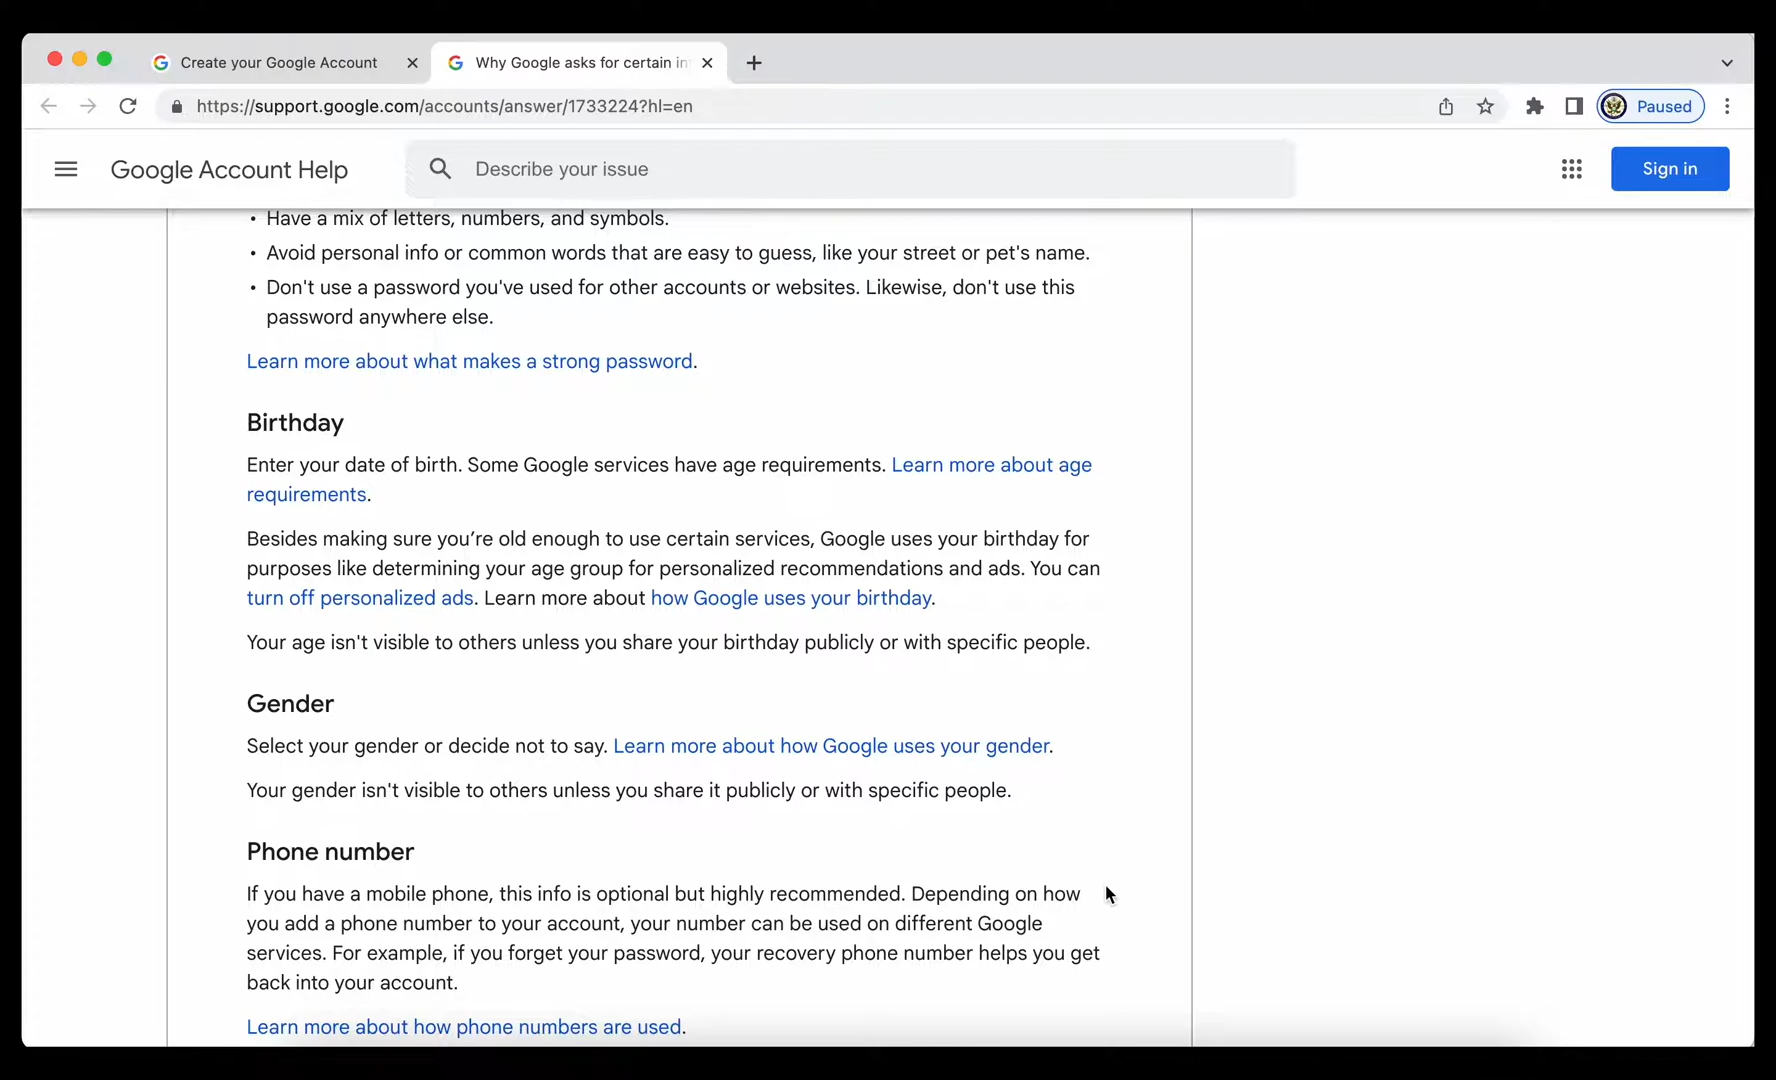 Create your Google Account
Why Google asks for certain in
https://support.google.com/accounts/answer/1733224?hl=en
Paused
Google Account Help
Describe your issue
Sign in
• Have a mix of letters, numbers, and symbols.
• Avoid personal info or common words that are easy to guess, like your street or pet's name.
• Don't use a password you've used for other accounts or websites. Likewise, don't use this
password anywhere else.
Learn more about what makes a strong password.
Birthday
Enter your date of birth. Some Google services have age requirements. Learn more about age
requirements.
Besides making sure you’re old enough to use certain services, Google uses your birthday for
purposes like determining your age group for personalized recommendations and ads. You can
turn off personalized ads. Learn more about how Google uses your birthday.
Your age isn't visible to others unless you share your birthday publicly or with specific people.
Gender
Select your gender or decide not to say. Learn more about how Google uses your gender.
Your gender isn't visible to others unless you share it publicly or with specific people.
Phone number
If you have a mobile phone, this info is optional but highly recommended. Depending on how
you add a phone number to your account, your number can be used on different Google
services. For example, if you forget your password, your recovery phone number helps you get
back into your account.
Learn more about how phone numbers are used.